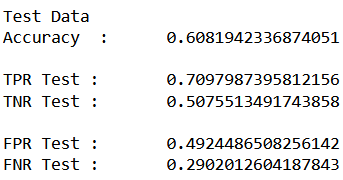 Test Data
Accuracy  :       0.6081942336874051
TPR Test :        0.7097987395812156
TNR Test :        0.5075513491743858
FPR Test :        0.4924486508256142
FNR Test :        0.2902012604187843